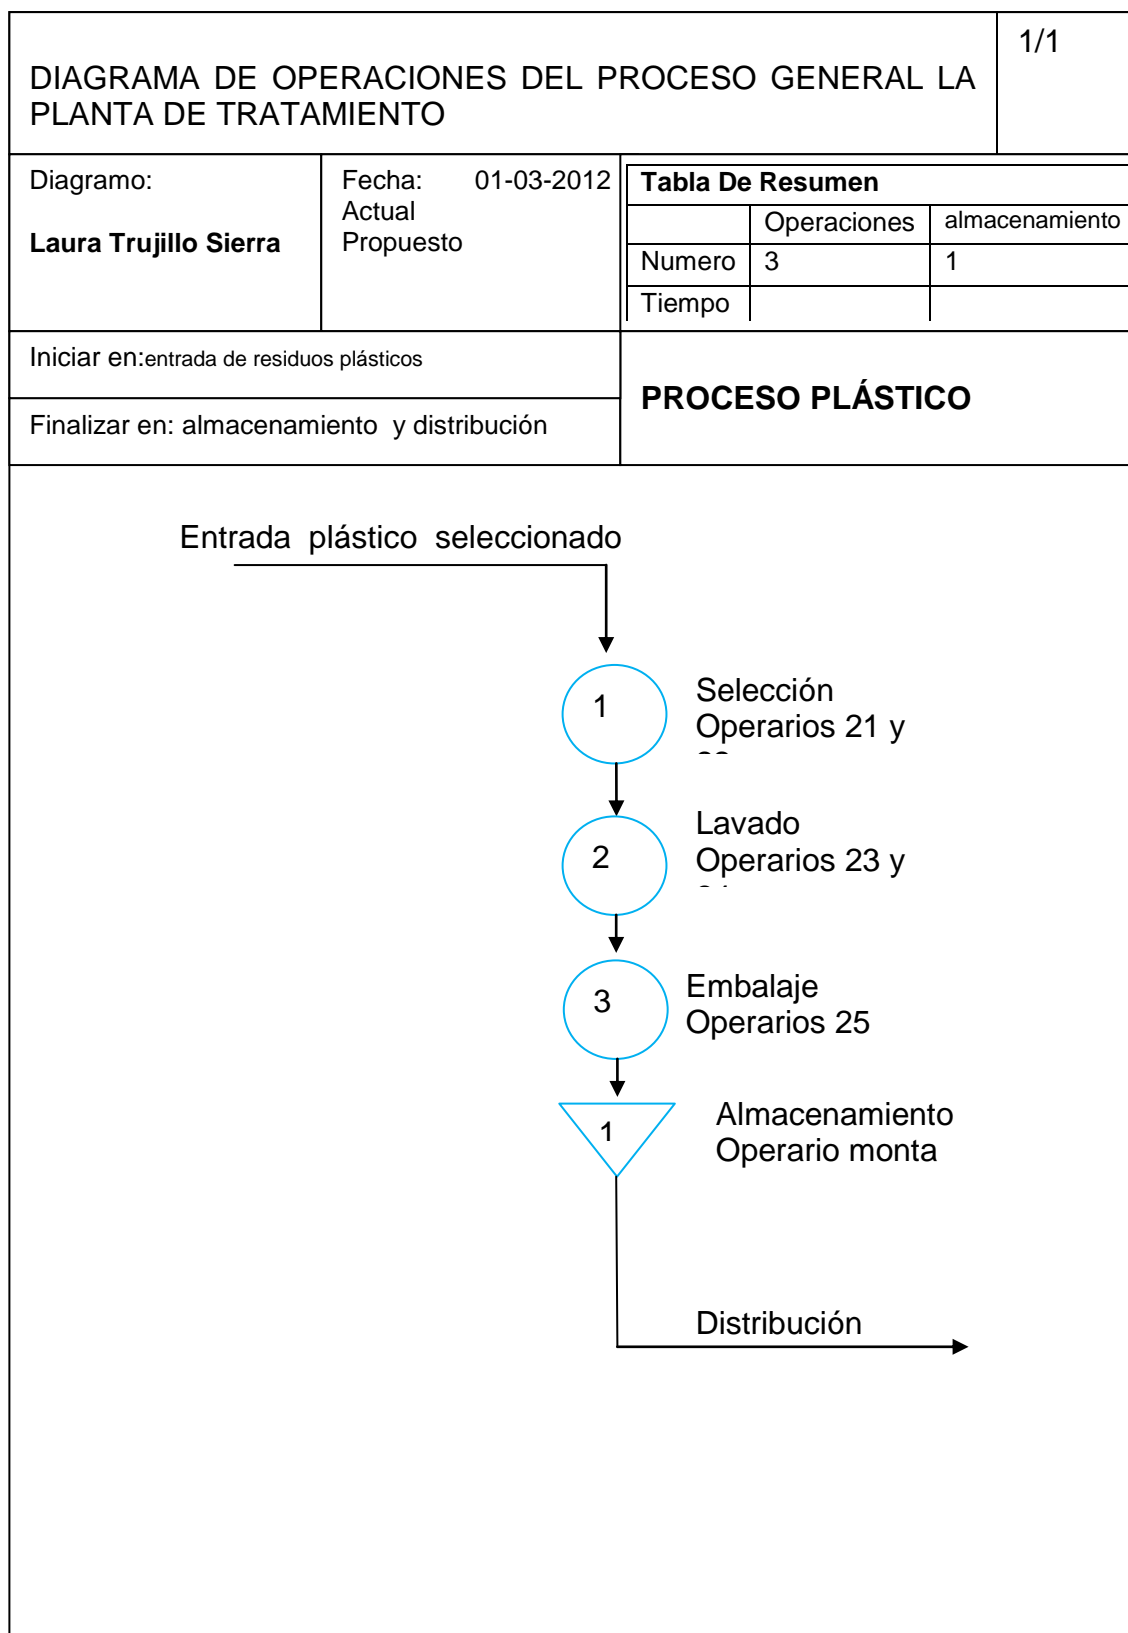 1/1
DIAGRAMA DE OPERACIONES DEL PROCESO GENERAL LA
PLANTA DE TRATAMIENTO
Diagramo:
Laura Trujillo Sierra
Fecha: 01-03-2012
Actual
Propuesto
Tabla De Resumen
Operaciones almacenamiento
Numero 3 1
Tiempo
Iniciar en:entrada de residuos plásticos
Finalizar en: almacenamiento y distribución
PROCESO PLÁSTICO
Entrada plástico seleccionado
1
Selección
Operarios 21 y
2
Lavado
Operarios 23 y
3
Embalaje
Operarios 25
1
Almacenamiento
Operario monta
Distribución